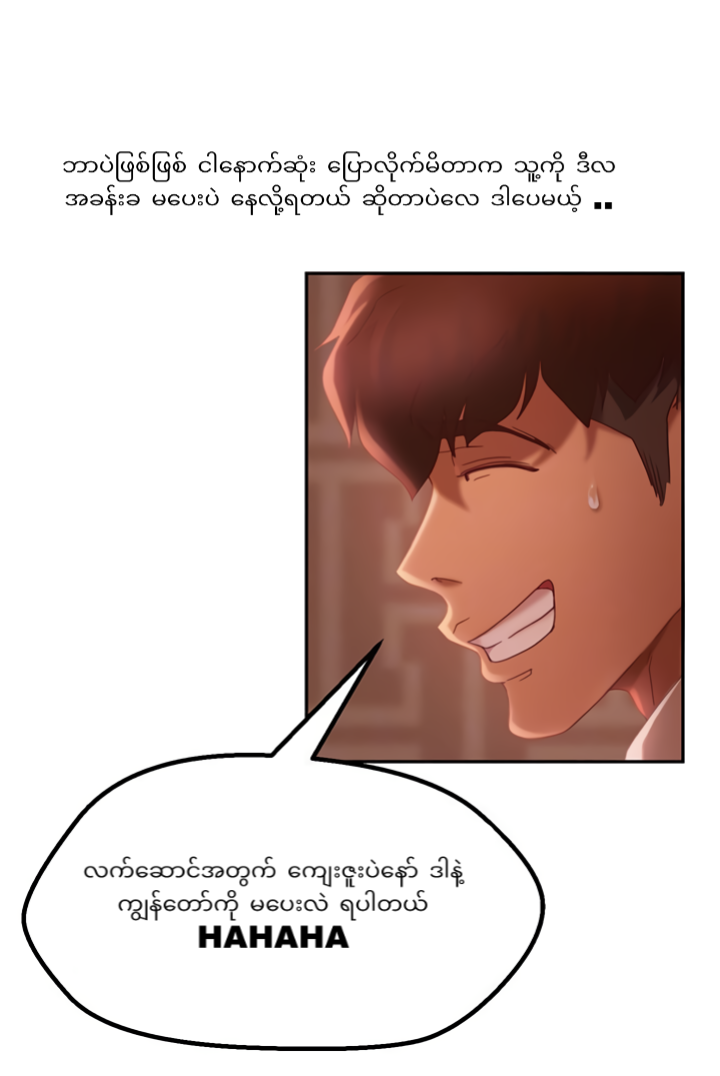 ဘာပဲဖြစ်ဖြစ် ငါနောက်ဆုံး ပြောလိုက်မိတာက သူ့ကို ဒီလ
အခန်းခ မပေးပဲ နေလို့ရတယ် ဆိုတာပဲလေ ဒါပေမယ့် ..
လက်ဆောင်အတွက် ကျေးဇူးပဲနော် ဒါနဲ့
ကျွန်တော်ကို မပေးလဲ ရပါတယ်
HAHAHA